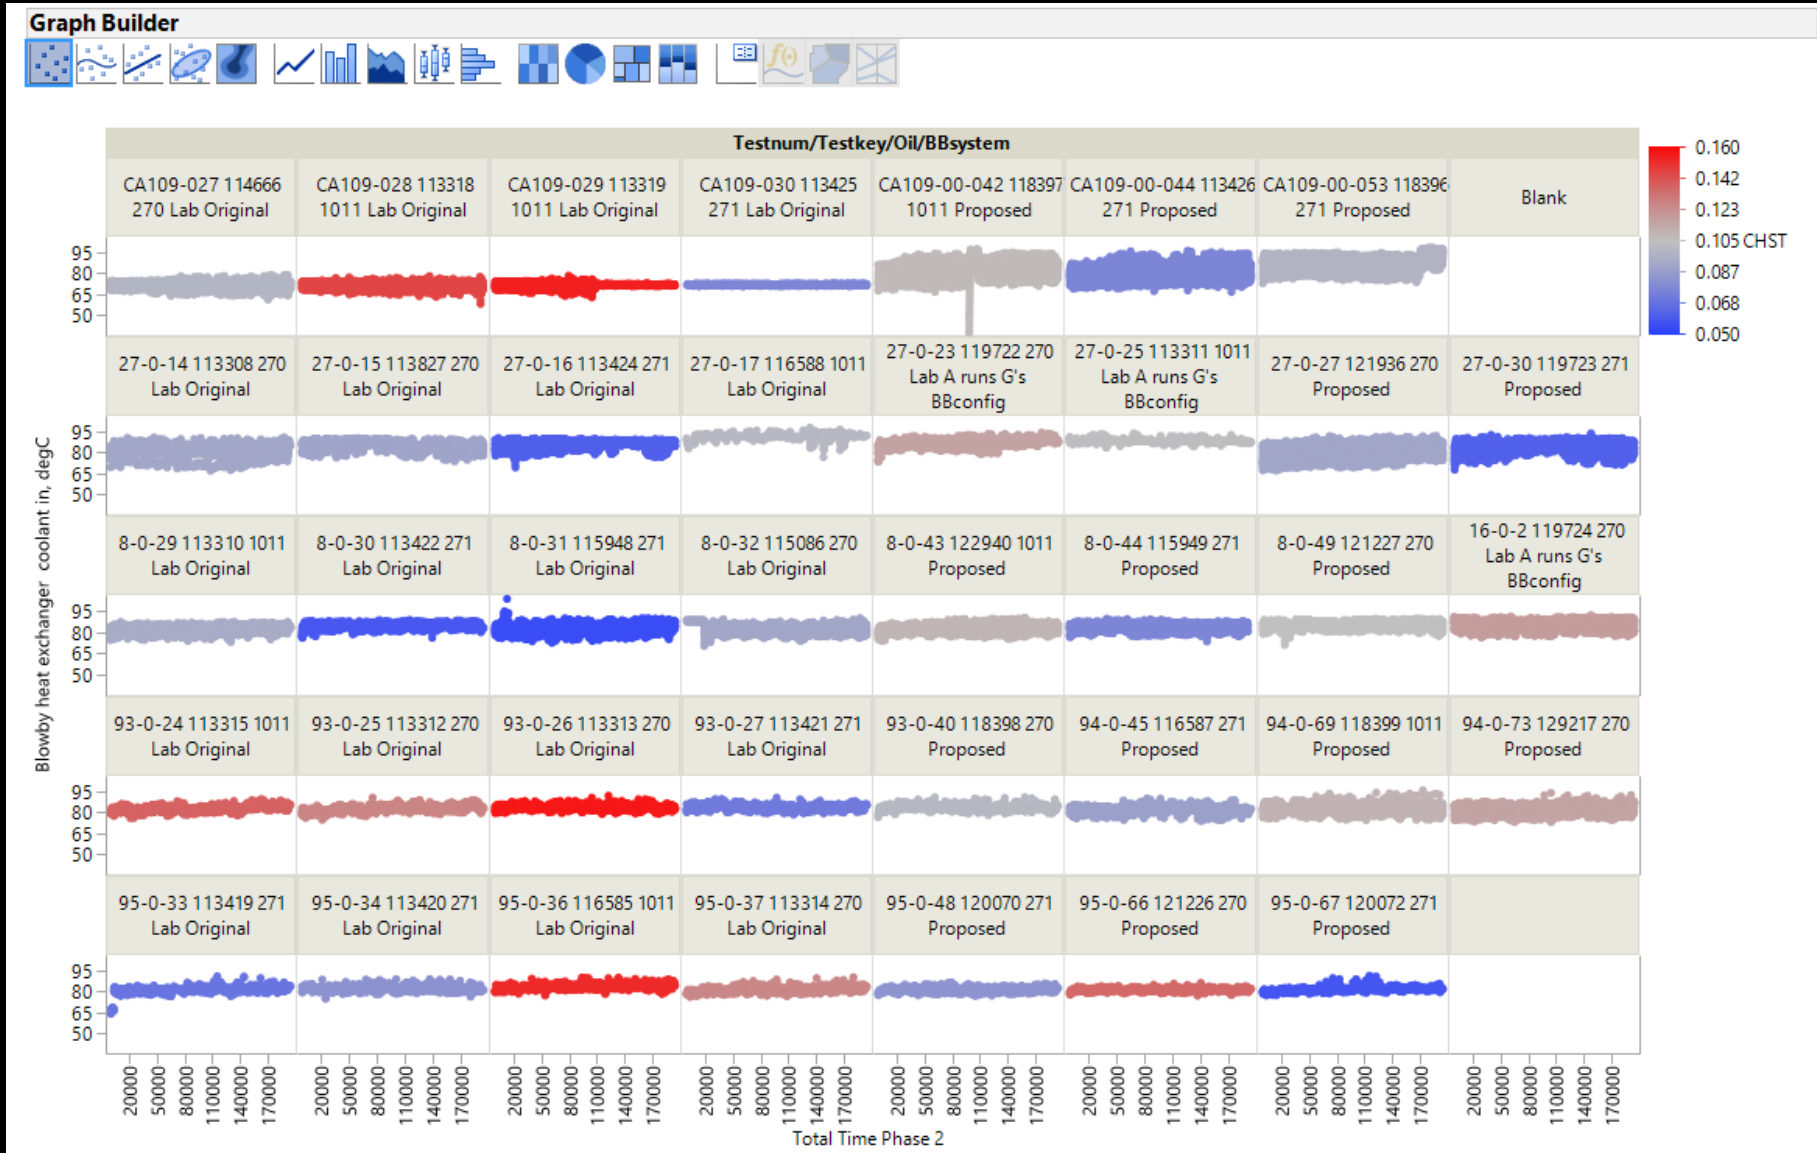 Graph Builder
Testnum/Testkey/Oil/BBsystem
CA109-027 114666
270 Lab Original
CA109-028 113318
1011 Lab Original
CA109-029 113319
1011 Lab Original
CA109-030 113425
271 Lab Original
CA109-00-042 118397
1011 Proposed
CA109-00-044 113426
271 Proposed
CA109-00-053 118396
271 Proposed
Blank
95
80
65
50
27-0-14 113308 270
Lab Original
27-0-15 113827 270
Lab Original
27-0-16 113424 271
Lab Original
27-0-17 116588 1011
Lab Original
27-0-23 119722 270
Lab A runs G's
BBconfig
27-0-25 113311 1011
Lab A runs G's
BBconfig
27-0-27 121936 270
Proposed
27-0-30 119723 271
Proposed
95
80
65
50
8-0-29 113310 1011
Lab Original
8-0-30 113422 271
Lab Original
8-0-31 115948 271
Lab Original
8-0-32 115086 270
Lab Original
8-0-43 122940 1011
Proposed
8-0-44 115949 271
Proposed
8-0-49 121227 270
Proposed
16-0-2 119724 270
Lab A runs G's
BBconfig
95
80
65
50
93-0-24 113315 1011
Lab Original
93-0-25 113312 270
Lab Original
93-0-26 113313 270
Lab Original
93-0-27 113421 271
Lab Original
93-0-40 118398 270
Proposed
94-0-45 116587 271
Proposed
94-0-69 118399 1011
Proposed
94-0-73 129217 270
Proposed
95
80
65
50
95-0-33 113419 271
Lab Original
95-0-34 113420 271
Lab Original
95-0-36 116585 1011
Lab Original
95-0-37 113314 270
Lab Original
95-0-48 120070 271
Proposed
95-0-66 121226 270
Proposed
95-0-67 120072 271
Proposed
95
80
65
50
20000 50000 80000 110000 140000 170000
20000 50000 80000 110000 140000 170000
20000 50000 80000 110000 140000 170000
20000 50000 80000 110000 140000 170000
20000 50000 80000 110000 140000 170000
20000 50000 80000 110000 140000 170000
20000 50000 80000 110000 140000 170000
20000 50000 80000 110000 140000 170000
Total Time Phase 2
Blowby heat exchanger coolant in, degC
0.160
0.142
0.123
0.105 CHST
0.087
0.068
0.050